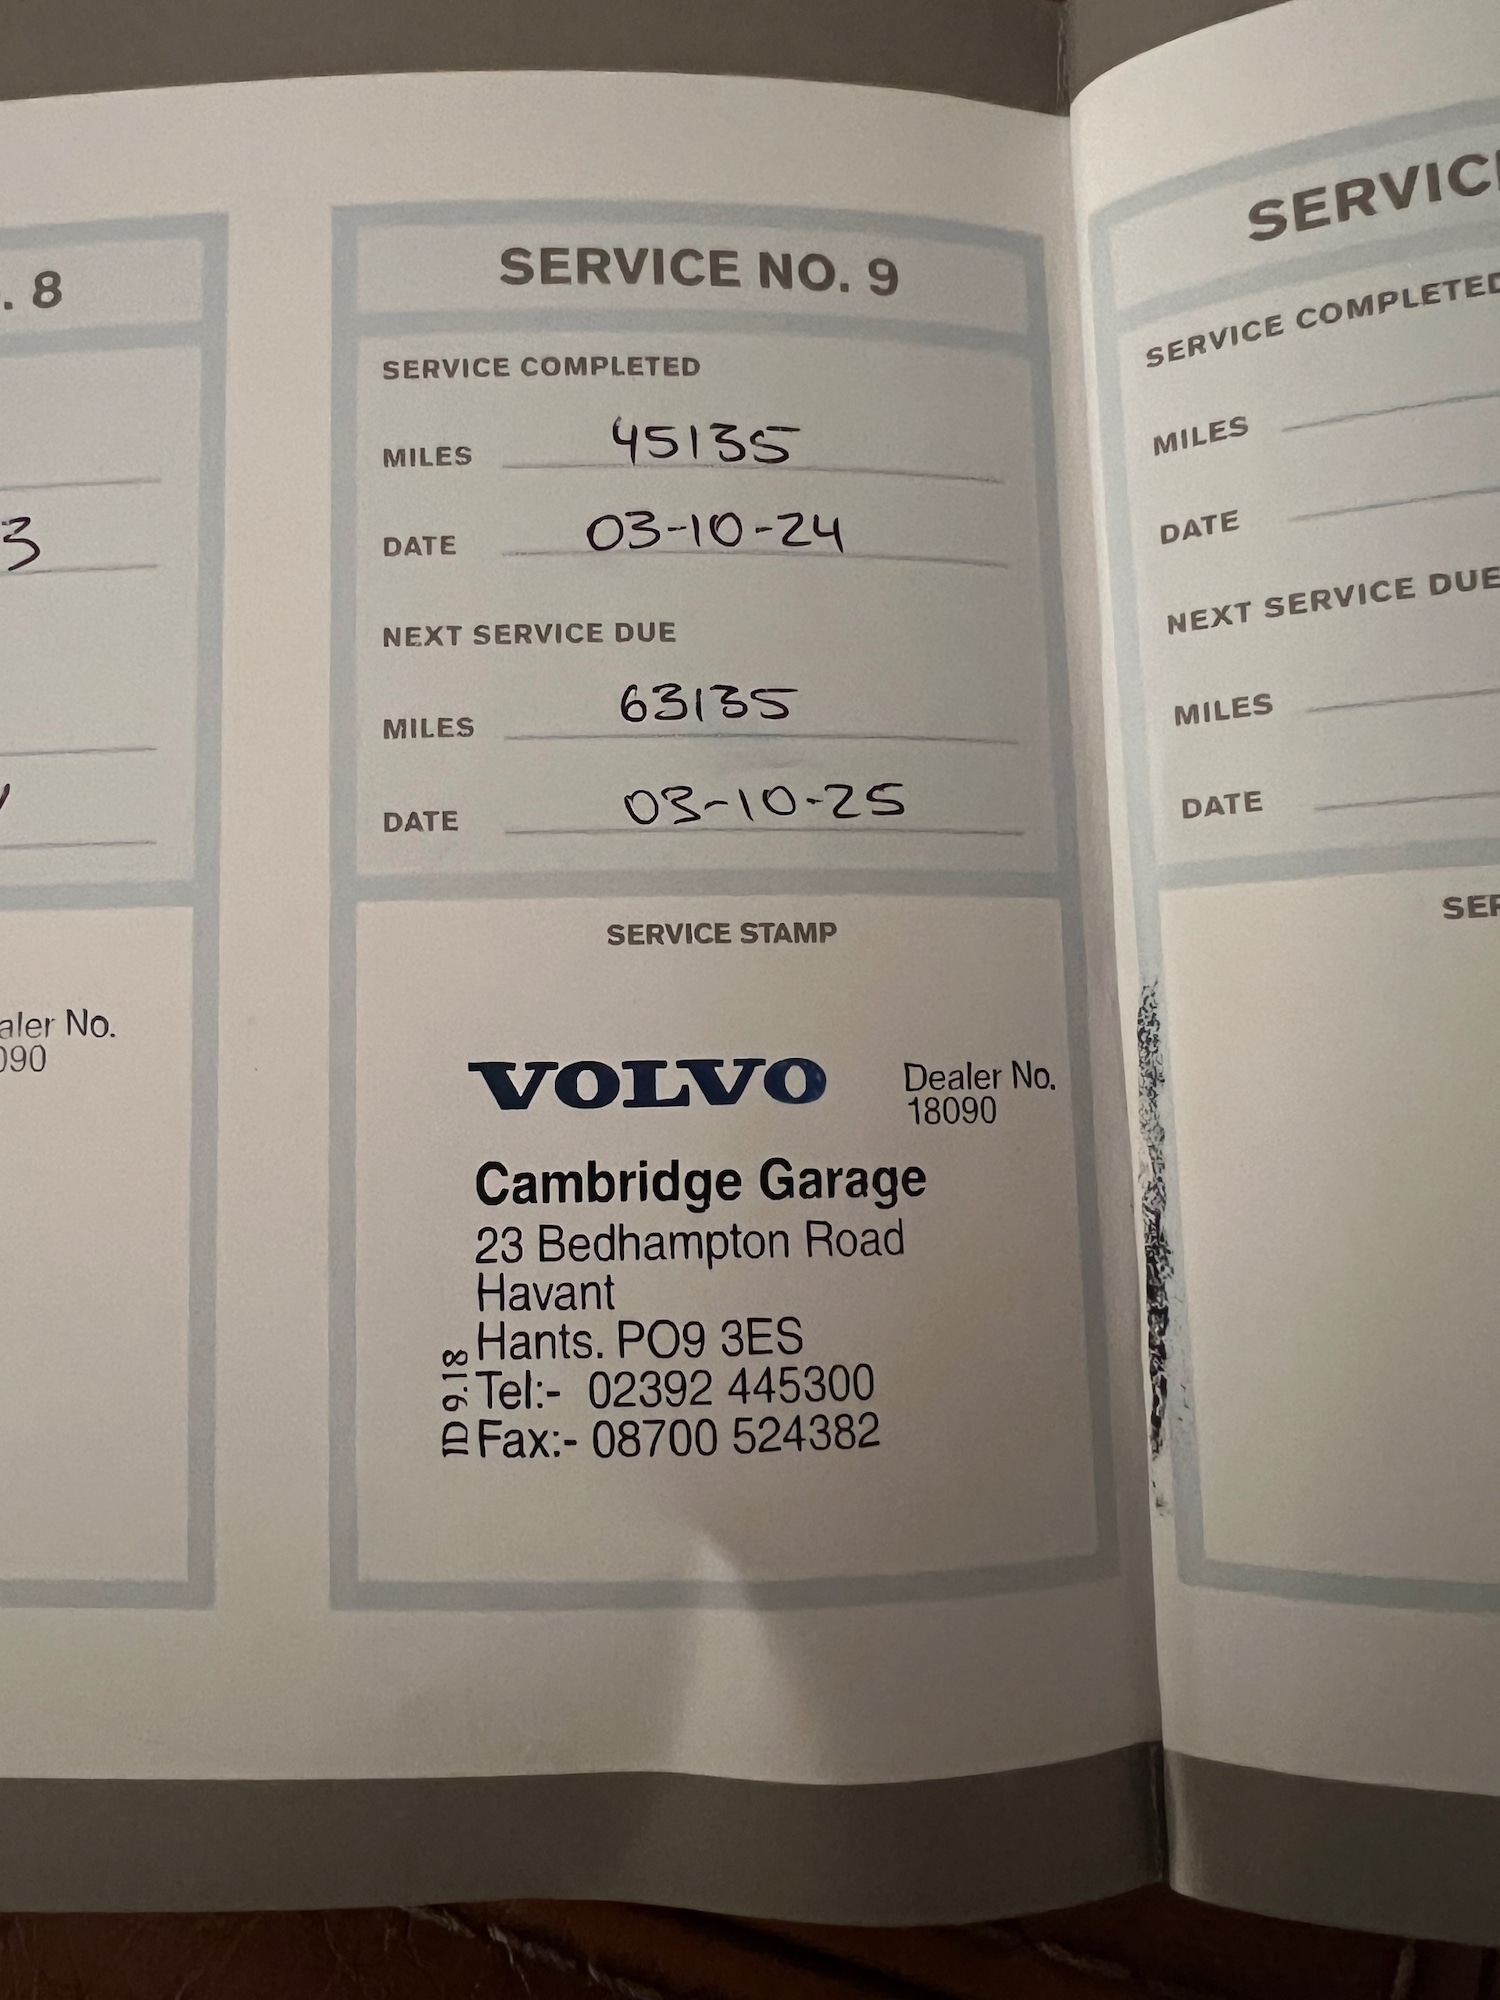 . 8
3
aler No.
090
SERVICE NO. 9
SERVICE COMPLETED
MILES 45135
DATE 03-10-24
NEXT SERVICE DUE
MILES 63135
DATE 03-10-25
SERVICE STAMP
VOLVO Dealer No.
18090
Cambridge Garage
23 Bedhampton Road
Havant
Hants. PO9 3ES
Tel:- 02392 445300
Fax:- 08700 524382
ID 9.18
SERVIC
SERVICE COMPLETED
MILES
DATE
NEXT SERVICE DUE
MILES
DATE
SER